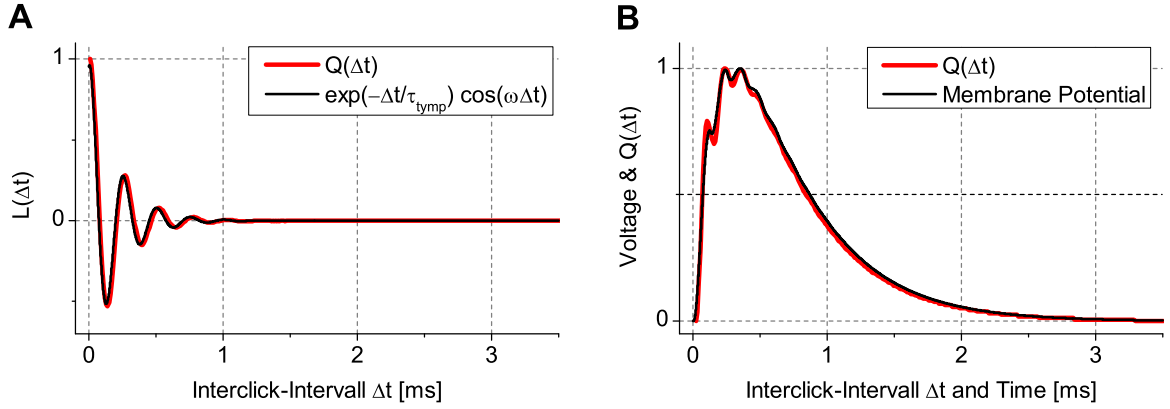 A
L(Δt)
1
0
Q(Δt)
exp(−Δt/τtymp) cos(ωΔt)
0 1 2 3
Interclick-Intervall Δt [ms]
B
Voltage & Q(Δt)
1
0
Q(Δt)
Membrane Potential
0 1 2 3
Interclick-Intervall Δt and Time [ms]